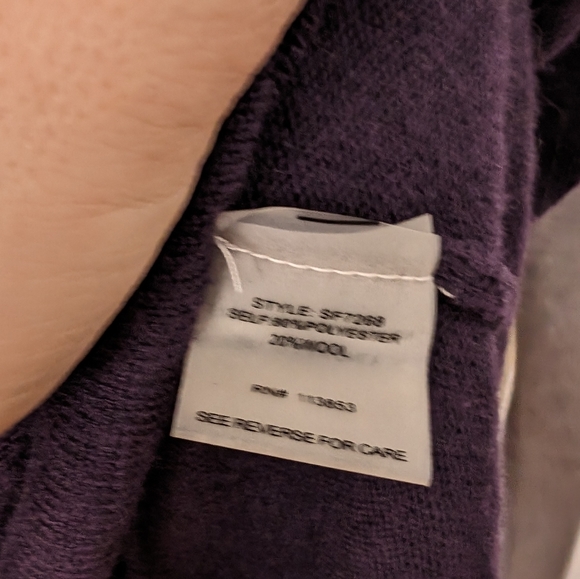 STYLE: SF7268
SELF:80%POLYESTER
20%WOOL
RN# 113853
SEE REVERSE FOR CARE